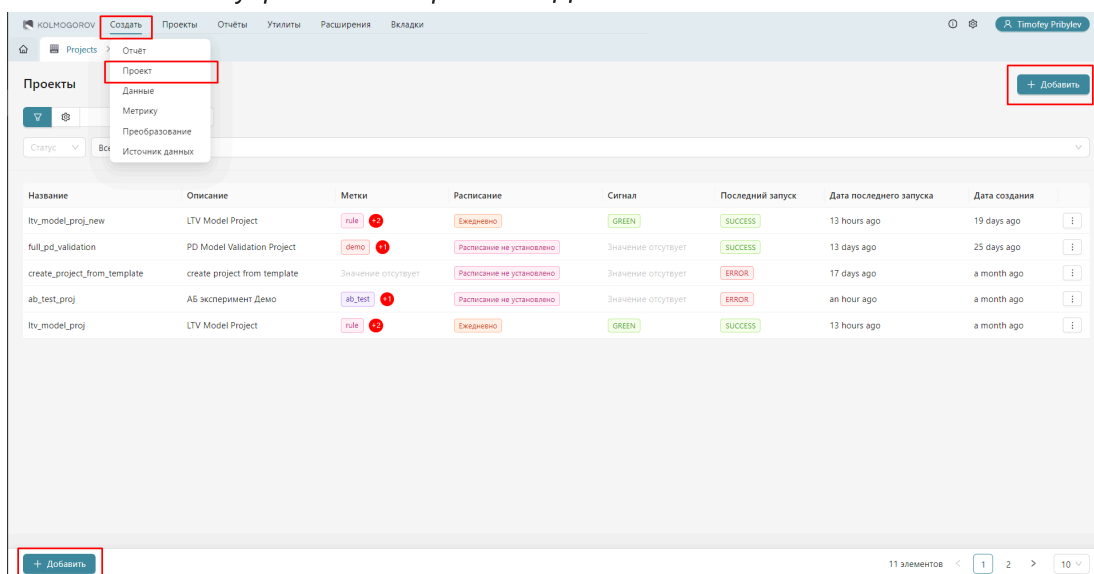 KOLMOGOROV Создать Проекты Отчёты Утилиты Расширения Вкладки Timofey Pribylev
Projects
Отчёт
Проект
Данные
Метрику
Преобразование
Источник данных
Проекты
+ Добавить
Статус Все
Название Описание Метки Расписание Сигнал Последний запуск Дата последнего запуска Дата создания
ltv_model_proj_new LTV Model Project rule +2 Ежедневно GREEN SUCCESS 13 hours ago 19 days ago
full_pd_validation PD Model Validation Project demo +1 Расписание не установлено Значение отсутвует SUCCESS 13 days ago 25 days ago
create_project_from_template create project from template Значение отсутвует Расписание не установлено Значение отсутвует ERROR 17 days ago a month ago
ab_test_proj АБ эксперимент Демо ab_test +1 Расписание не установлено Значение отсутвует ERROR an hour ago a month ago
ltv_model_proj LTV Model Project rule +2 Ежедневно GREEN SUCCESS 13 hours ago a month ago
+ Добавить 11 элементов < 1 2 > 10